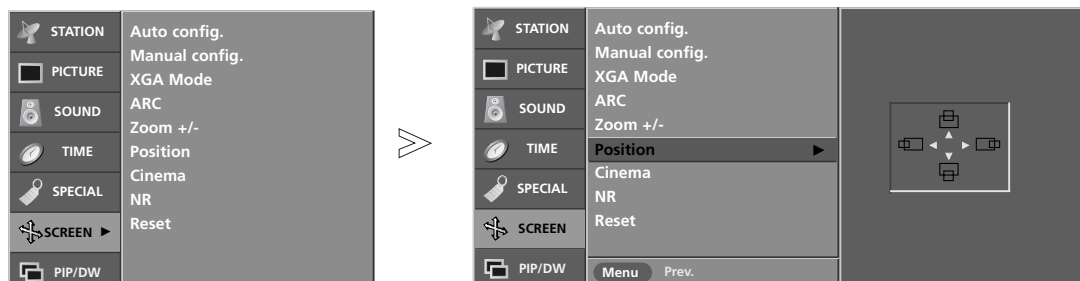 STATION
PICTURE
SOUND
TIME
SPECIAL
SCREEN
PIP/DW
Auto config.
Manual config.
XGA Mode
ARC
Zoom +/-
Position
Cinema
NR
Reset
STATION
PICTURE
SOUND
TIME
SPECIAL
SCREEN
PIP/DW
Auto config.
Manual config.
XGA Mode
ARC
Zoom +/-
Position
Cinema
NR
Reset
Menu Prev.